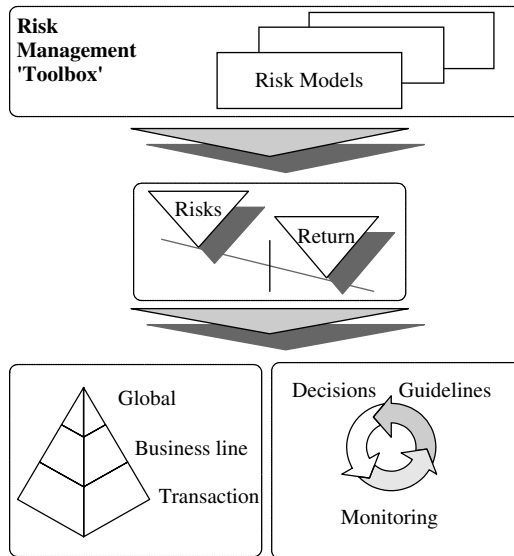 Risk
Management
'Toolbox'
Risk Models
Risks
Return
Global
Business line
Transaction
Decisions
Guidelines
Monitoring